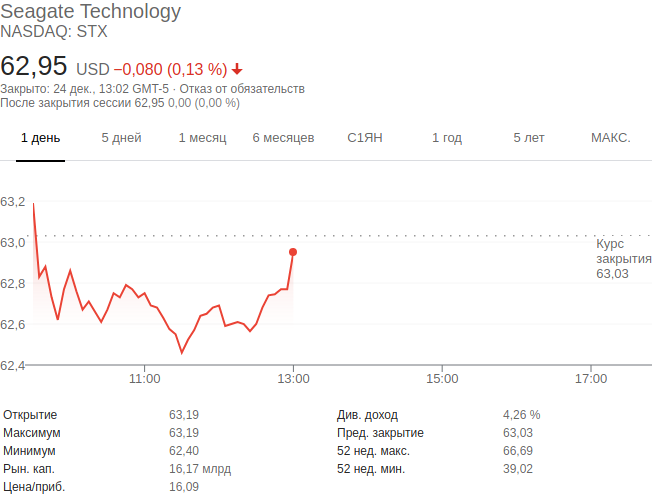 Seagate Technology
NASDAQ: STX
62,95 USD −0,080 (0,13 %)
Закрыто: 24 дек., 13:02 GMT-5 · Отказ от обязательств
После закрытия сессии 62,95 0,00 (0,00 %)
1 день 5 дней 1 месяц 6 месяцев С1ЯН 1 год 5 лет МАКС.
63,2
63,0
Курс
закрытия
63,03
62,8
62,6
62,4
11:00 13:00 15:00 17:00
Открытие 63,19 Див. доход 4,26 %
Максимум 63,19 Пред. закрытие 63,03
Минимум 62,40 52 нед. макс. 66,69
Рын. кап. 16,17 млрд 52 нед. мин. 39,02
Цена/приб. 16,09